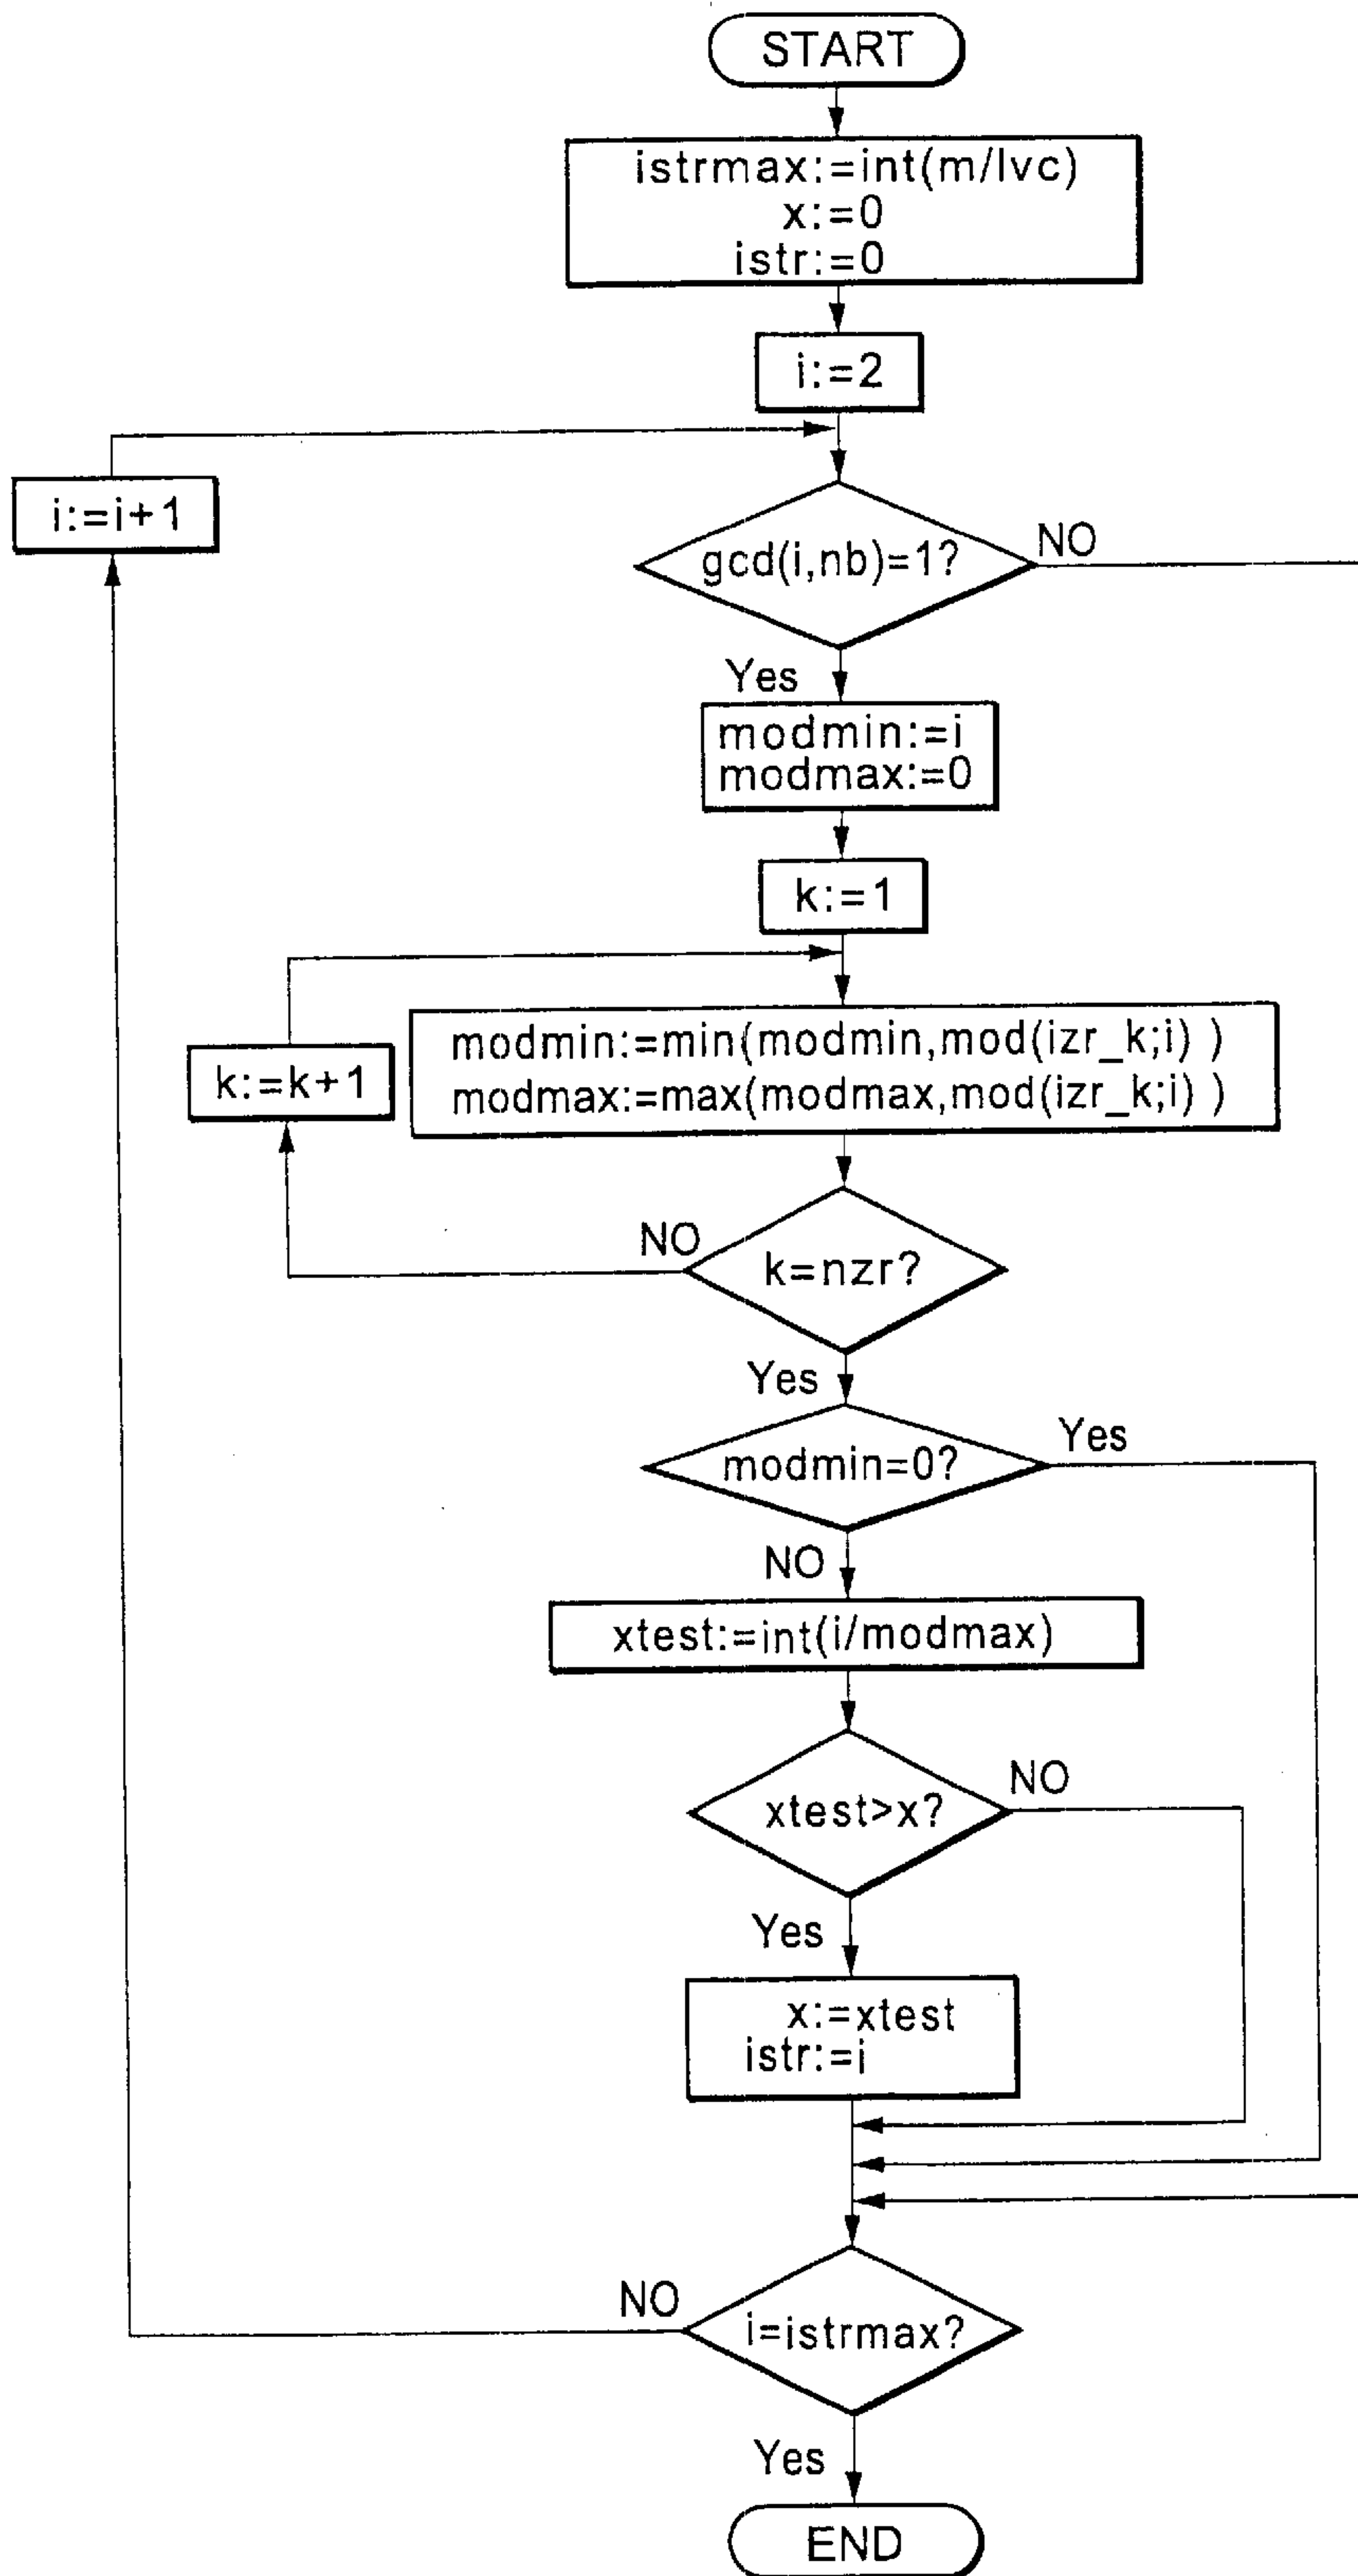 START
istrmax:=int(m/lvc)
x:=0
istr:=0
i:=2
i:=i+1
gcd(i,nb)=1?
NO
Yes
modmin:=i
modmax:=0
k:=1
modmin:=min(modmin,mod(izr_k;i) )
modmax:=max(modmax,mod(izr_k;i) )
k:=k+1
NO
k=nzr?
Yes
modmin=0?
Yes
NO
xtest:=int(i/modmax)
xtest>x?
NO
Yes
x:=xtest
istr:=i
NO
i=istrmax?
Yes
END